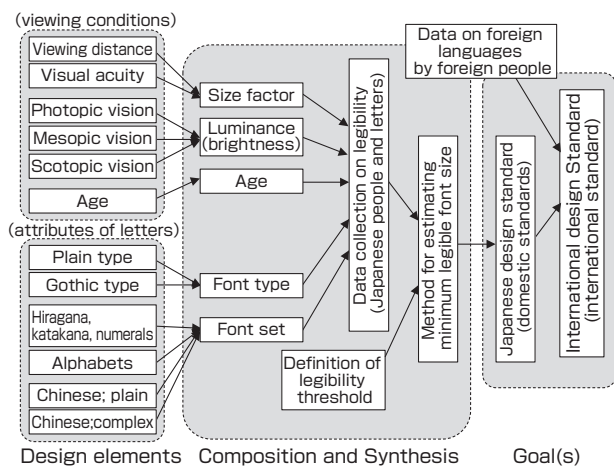 (viewing conditions)
Viewing distance
Visual acuity
Photopic vision
Mesopic vision
Scotopic vision
Age
(attributes of letters)
Plain type
Gothic type
Hiragana,
katakana, numerals
Alphabets
Chinese; plain
Chinese;complex
Design elements
Size factor
Luminance
(brightness)
Age
Font type
Font set
Data collection on legibility
(Japanese people and letters)
Definition of
legibility
threshold
Method for estimating
minimum legible font size
Composition and Synthesis
Data on foreign
languages
by foreign people
Japanese design standard
(domestic standards)
International design Standard
(international standard)
Goal(s)